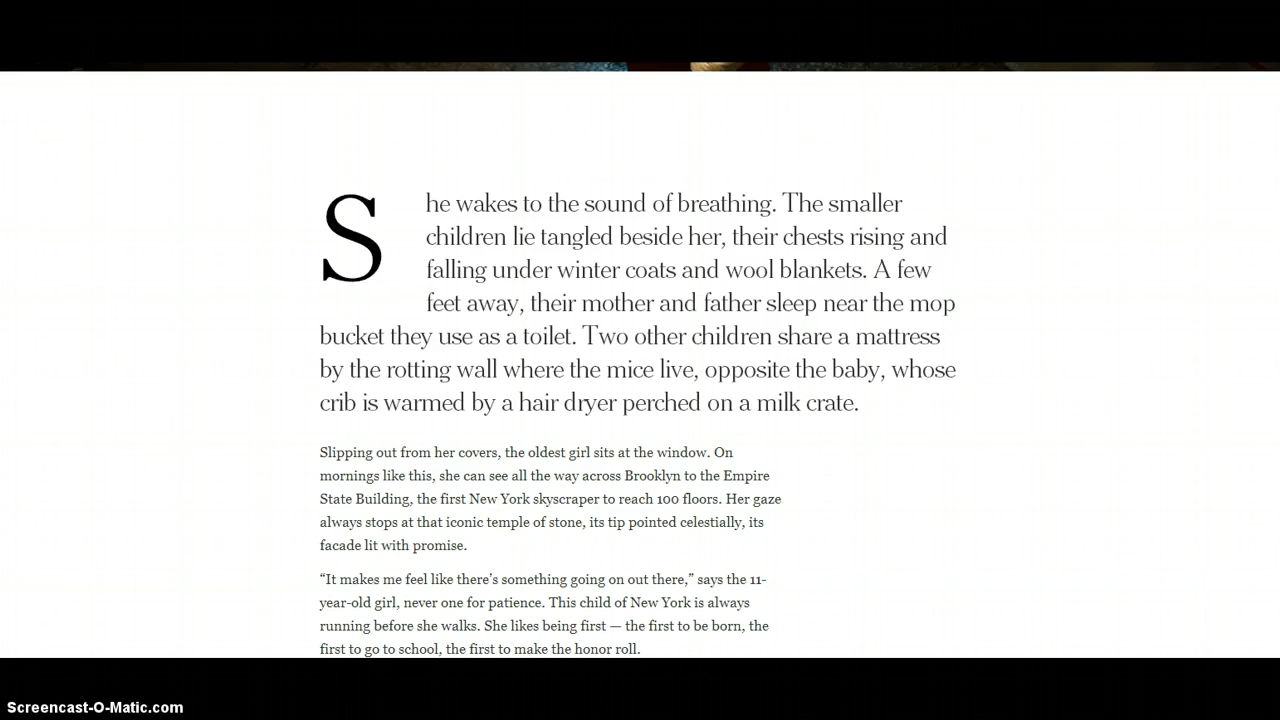 She wakes to the sound of breathing. The smaller
children lie tangled beside her, their chests rising and
falling under winter coats and wool blankets. A few
feet away, their mother and father sleep near the mop
bucket they use as a toilet. Two other children share a mattress
by the rotting wall where the mice live, opposite the baby, whose
crib is warmed by a hair dryer perched on a milk crate.
Slipping out from her covers, the oldest girl sits at the window. On
mornings like this, she can see all the way across Brooklyn to the Empire
State Building, the first New York skyscraper to reach 100 floors. Her gaze
always stops at that iconic temple of stone, its tip pointed celestially, its
facade lit with promise.
“It makes me feel like there’s something going on out there,” says the 11-
year-old girl, never one for patience. This child of New York is always
running before she walks. She likes being first — the first to be born, the
first to go to school, the first to make the honor roll.
Screencast-O-Matic.com